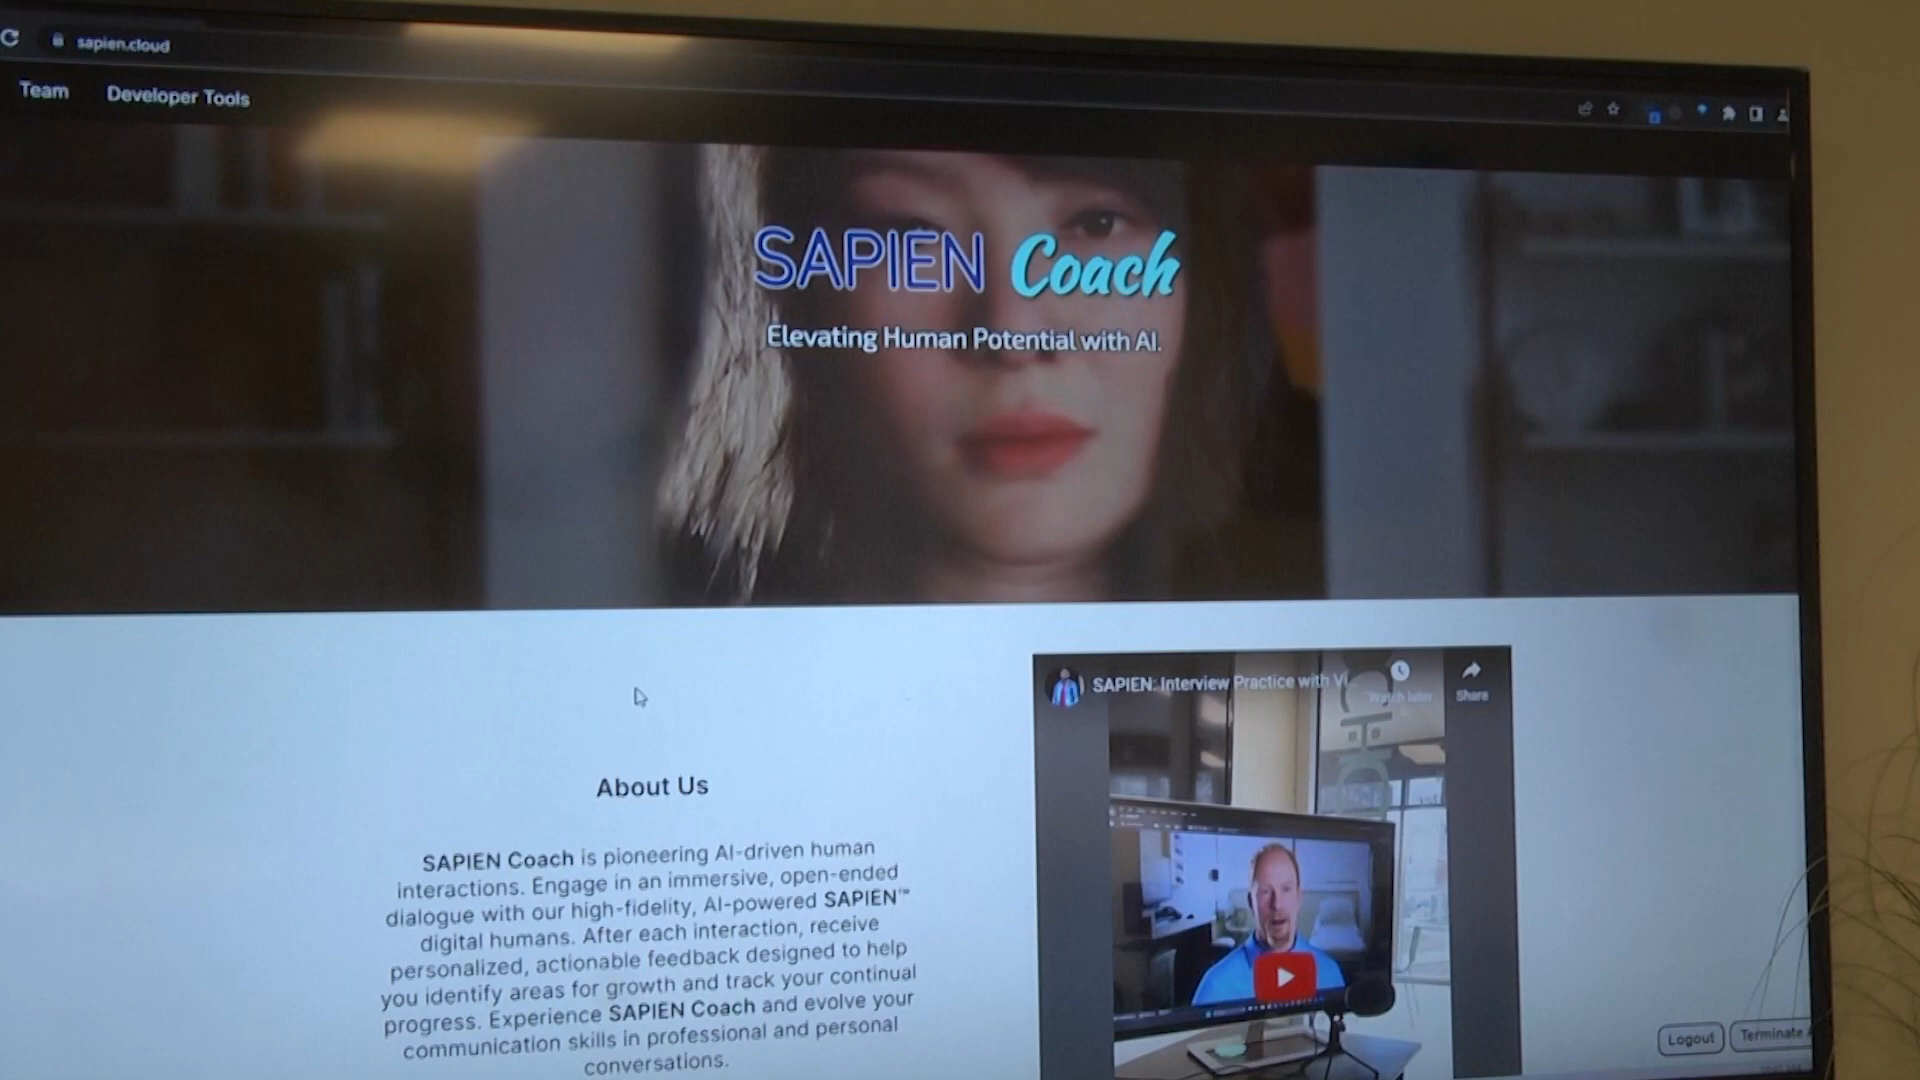 sapien.cloud
Team Developer Tools
SAPIEN Coach
Elevating Human Potential with AI.
SAPIEN: Interview Practice with Vi...
Watch later
Share
About Us
SAPIEN Coach is pioneering AI-driven human
interactions. Engage in an immersive, open-ended
dialogue with our high-fidelity, AI-powered SAPIEN™
digital humans. After each interaction, receive
personalized, actionable feedback designed to help
you identify areas for growth and track your continual
progress. Experience SAPIEN Coach and evolve your
communication skills in professional and personal
conversations.
Logout
Terminate